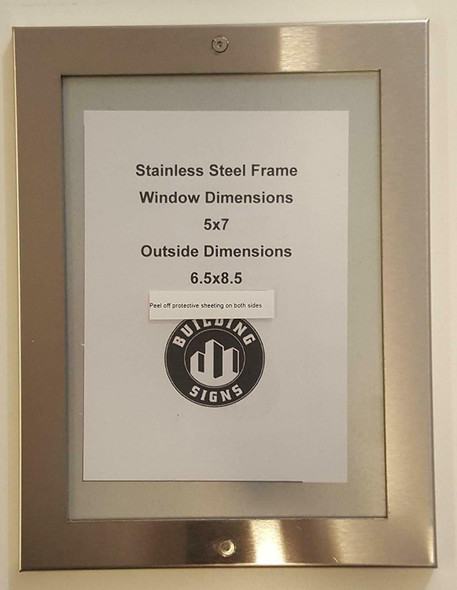 Stainless Steel Frame
Window Dimensions
5x7
Outside Dimensions
6.5x8.5
Peel off protective sheeting on both sides
BUILDING
SIGNS